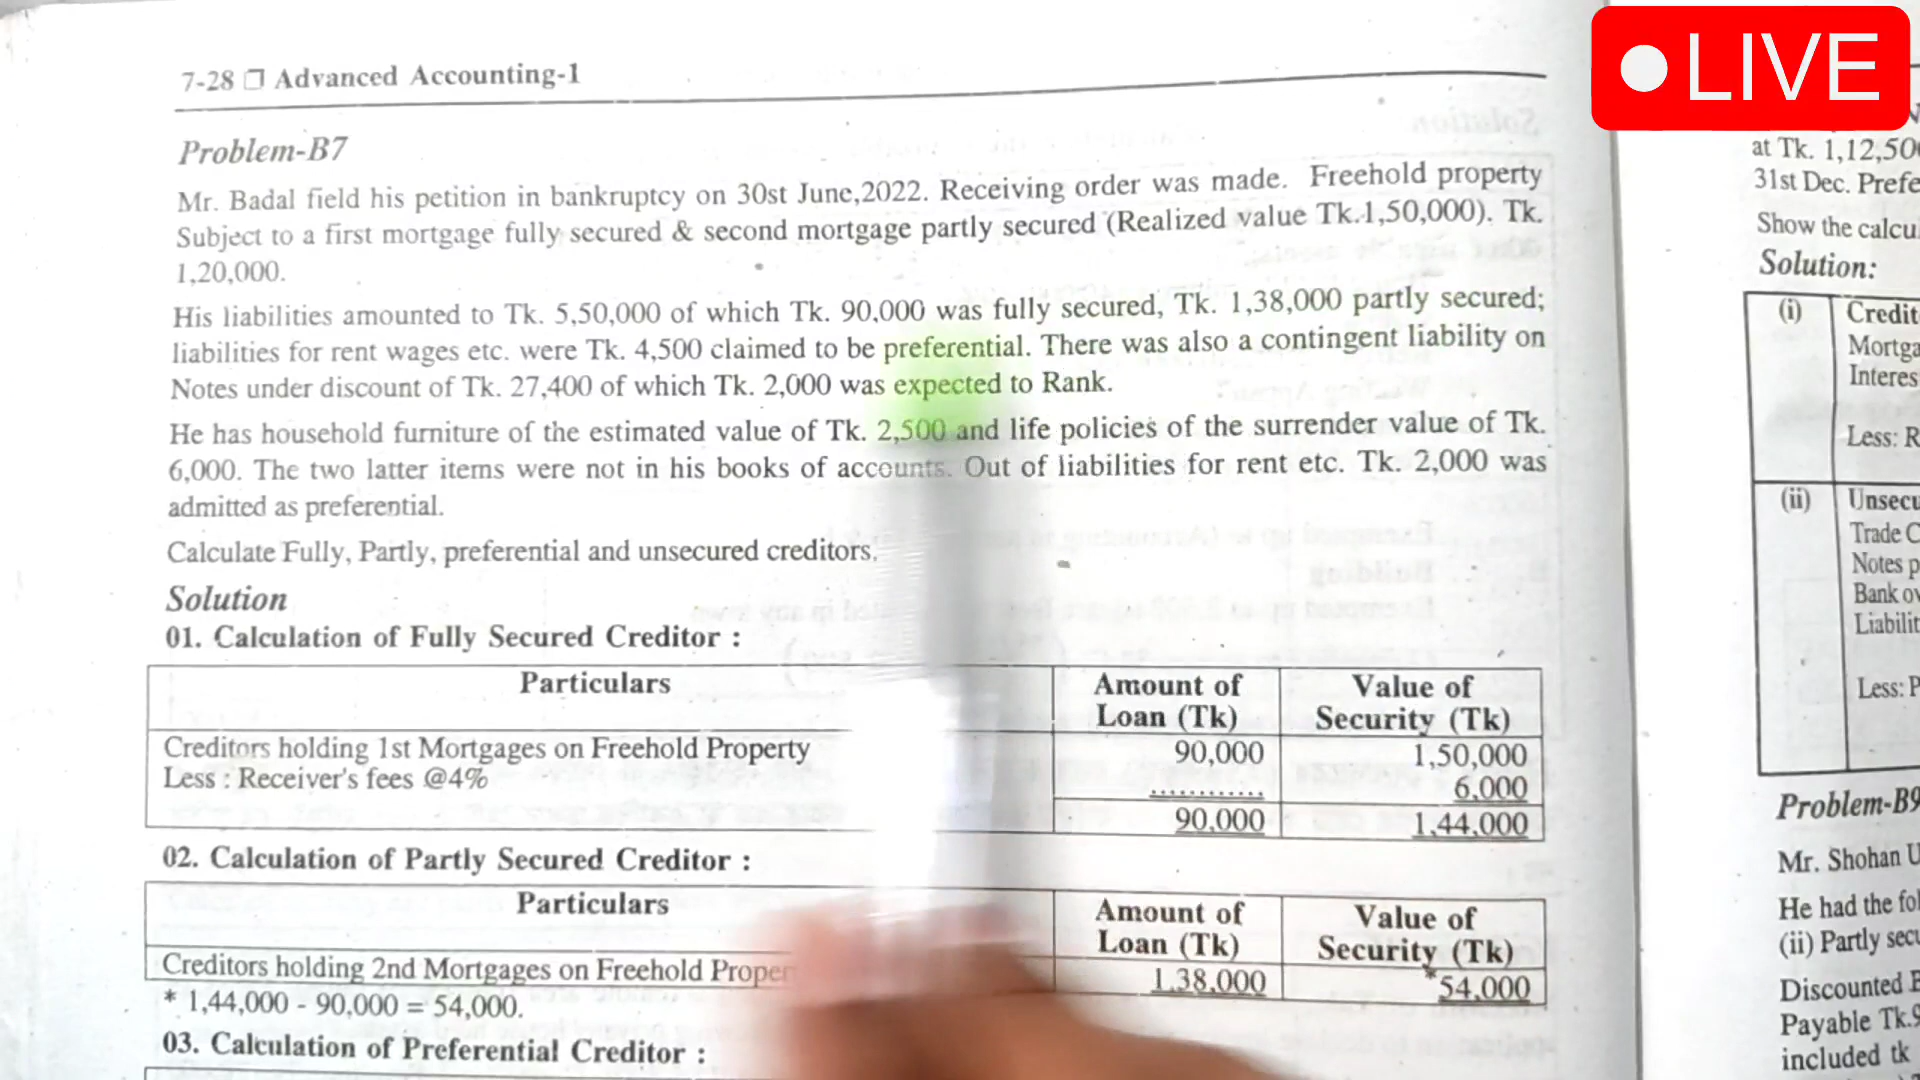 LIVE
7-28 ❐ Advanced Accounting-1
Problem-B7
Mr. Badal field his petition in bankruptcy on 30st June,2022. Receiving order was made. Freehold property
Subject to a first mortgage fully secured & second mortgage partly secured (Realized value Tk.1,50,000). Tk.
1,20,000.
His liabilities amounted to Tk. 5,50,000 of which Tk. 90,000 was fully secured, Tk. 1,38,000 partly secured;
liabilities for rent wages etc. were Tk. 4,500 claimed to be preferential. There was also a contingent liability on
Notes under discount of Tk. 27,400 of which Tk. 2,000 was expected to Rank.
He has household furniture of the estimated value of Tk. 2,500 and life policies of the surrender value of Tk.
6,000. The two latter items were not in his books of accounts. Out of liabilities for rent etc. Tk. 2,000 was
admitted as preferential.
Calculate Fully, Partly, preferential and unsecured creditors.
Solution
01. Calculation of Fully Secured Creditor :
Particulars Amount of Value of
Loan (Tk) Security (Tk)
Creditors holding 1st Mortgages on Freehold Property 90,000 1,50,000
Less : Receiver's fees @4% ............ 6,000
90,000 1,44,000
02. Calculation of Partly Secured Creditor :
Particulars Amount of Value of
Loan (Tk) Security (Tk)
Creditors holding 2nd Mortgages on Freehold 1,38,000 *54,000
* 1,44,000 - 90,000 = 54,000.
03. Calculation of Preferential Creditor :
at Tk. 1,12,50
31st Dec.
Show the
Solution:
(i)
Less:
(ii)
Trade
Notes
Bank
Less:
Problem-B9
Mr. Shohan
He had the
(ii) Partly
Discounted
Payable
included tk